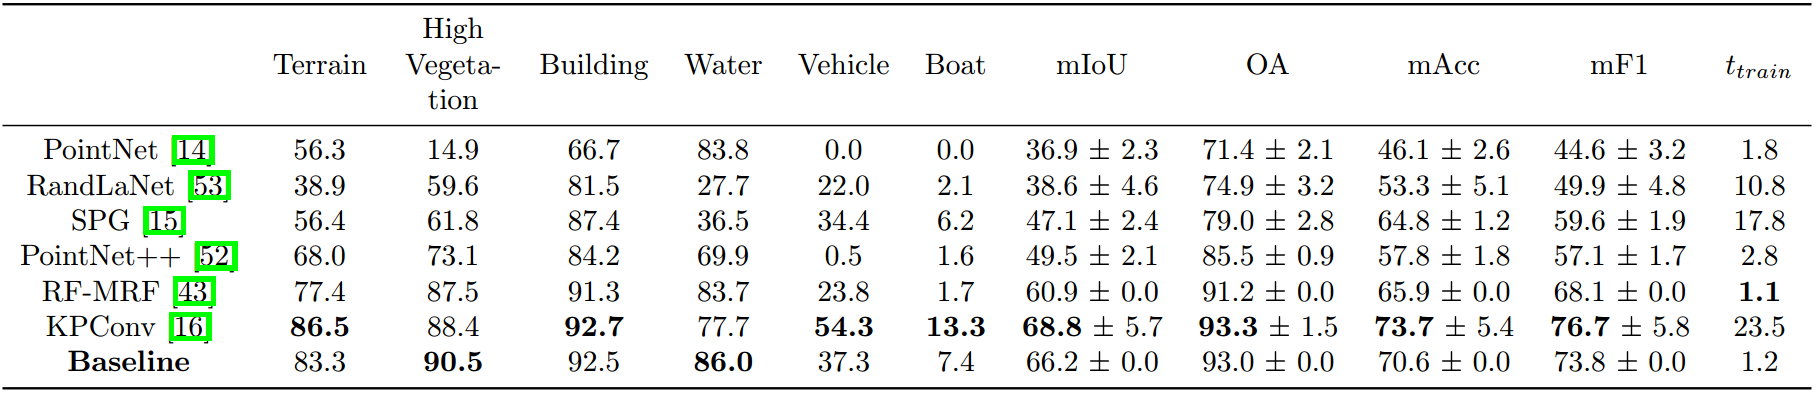 High
Terrain Vegeta- Building Water Vehicle Boat mIoU OA mAcc mF1 t_train
tion
PointNet [14] 56.3 14.9 66.7 83.8 0.0 0.0 36.9 ± 2.3 71.4 ± 2.1 46.1 ± 2.6 44.6 ± 3.2 1.8
RandLaNet [53] 38.9 59.6 81.5 27.7 22.0 2.1 38.6 ± 4.6 74.9 ± 3.2 53.3 ± 5.1 49.9 ± 4.8 10.8
SPG [15] 56.4 61.8 87.4 36.5 34.4 6.2 47.1 ± 2.4 79.0 ± 2.8 64.8 ± 1.2 59.6 ± 1.9 17.8
PointNet++ [52] 68.0 73.1 84.2 69.9 0.5 1.6 49.5 ± 2.1 85.5 ± 0.9 57.8 ± 1.8 57.1 ± 1.7 2.8
RF-MRF [43] 77.4 87.5 91.3 83.7 23.8 1.7 60.9 ± 0.0 91.2 ± 0.0 65.9 ± 0.0 68.1 ± 0.0 1.1
KPConv [16] 86.5 88.4 92.7 77.7 54.3 13.3 68.8 ± 5.7 93.3 ± 1.5 73.7 ± 5.4 76.7 ± 5.8 23.5
Baseline 83.3 90.5 92.5 86.0 37.3 7.4 66.2 ± 0.0 93.0 ± 0.0 70.6 ± 0.0 73.8 ± 0.0 1.2